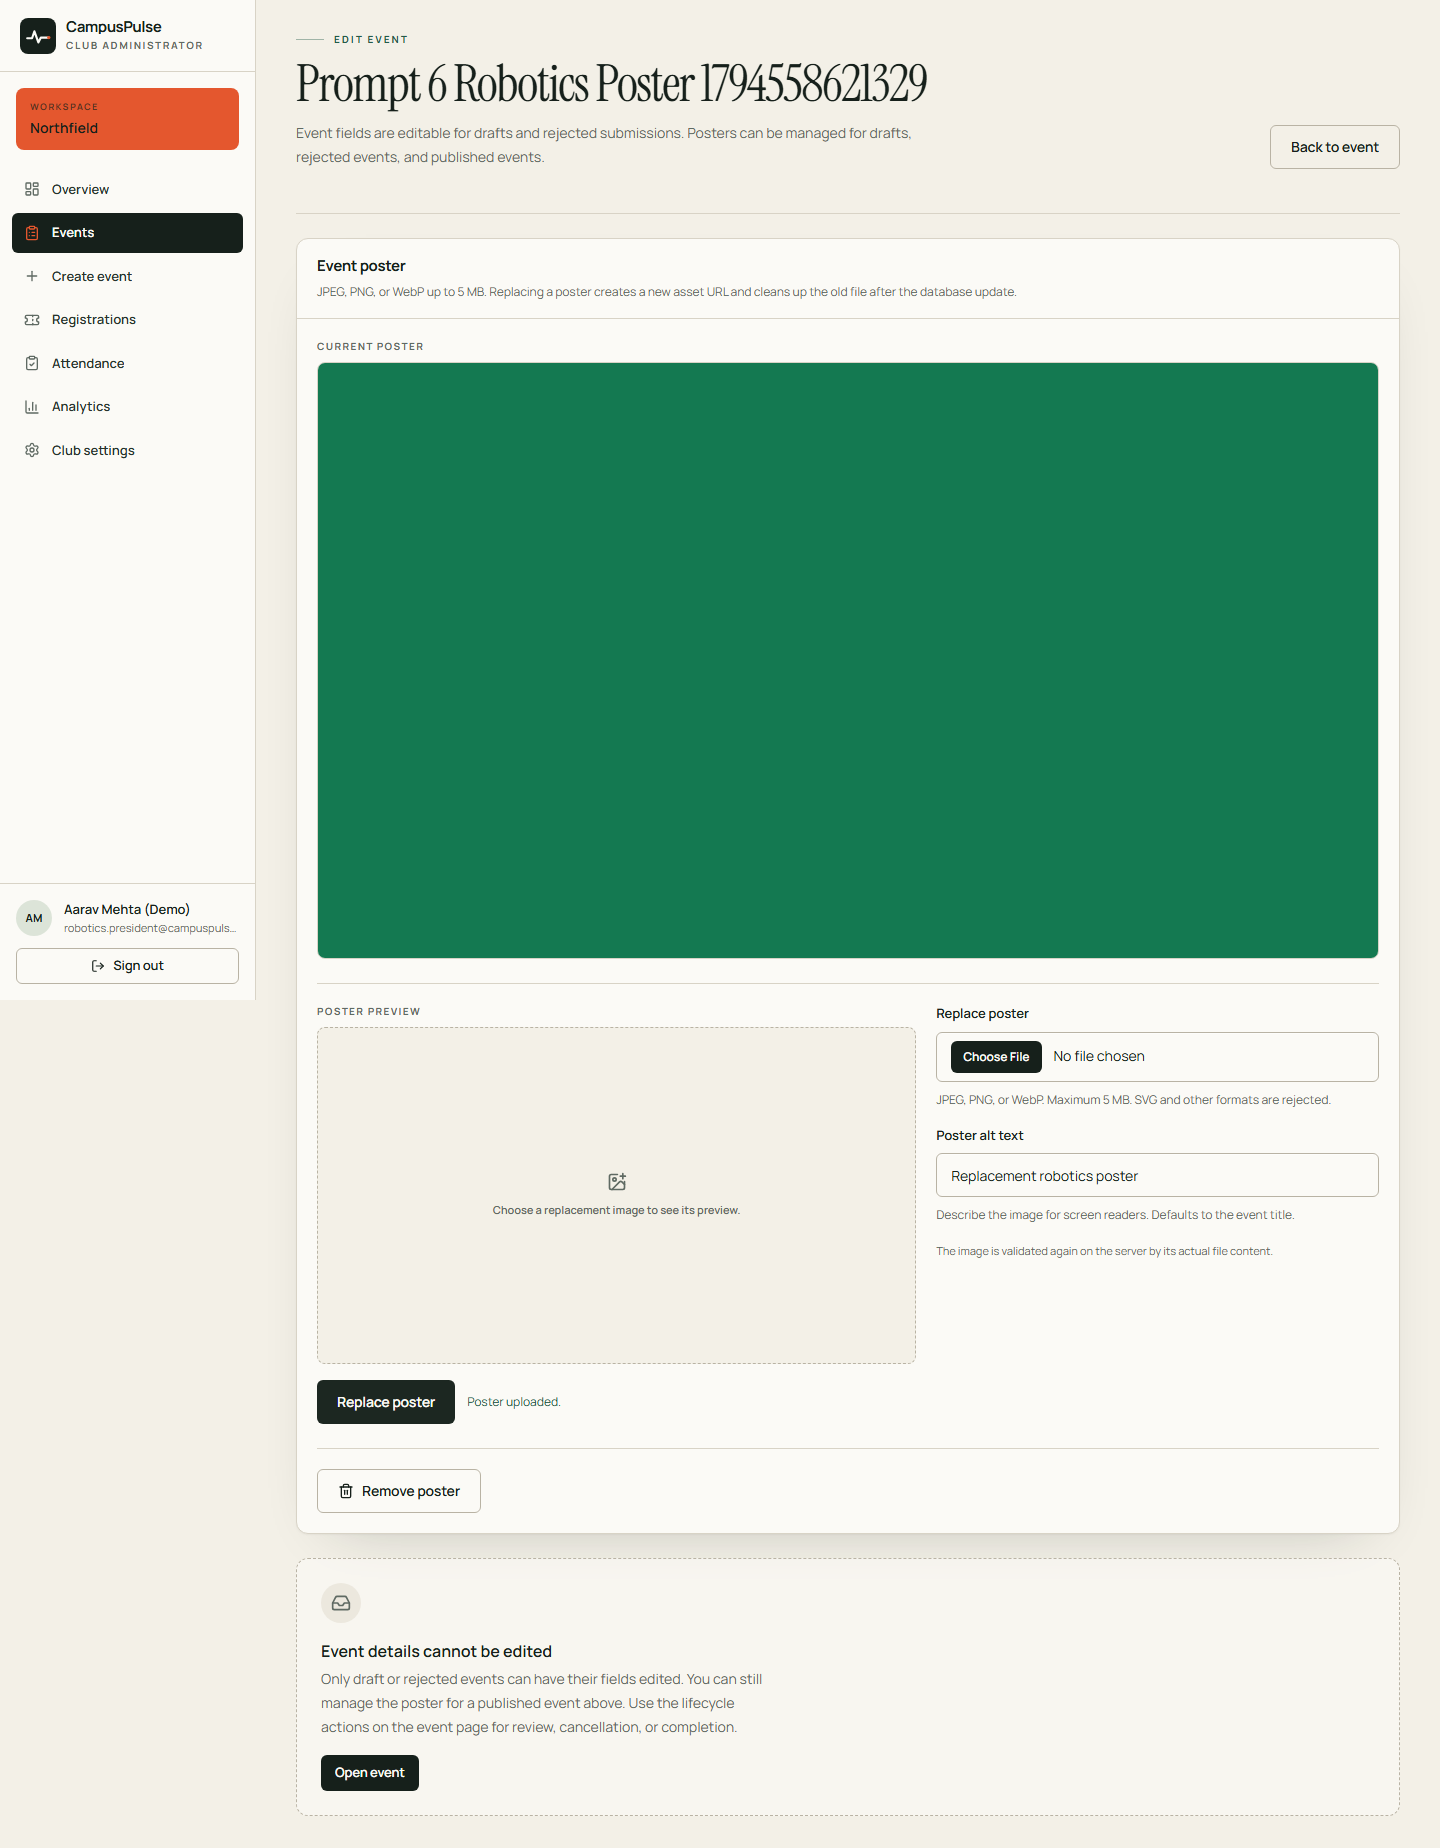 CampusPulse
CLUB ADMINISTRATOR
WORKSPACE
Northfield
Overview
Events
Create event
Registrations
Attendance
Analytics
Club settings
AM
Aarav Mehta (Demo)
robotics.president@campuspuls...
Sign out
EDIT EVENT
Prompt 6 Robotics Poster 1794558621329
Event fields are editable for drafts and rejected submissions. Posters can be managed for drafts,
rejected events, and published events.
Back to event
Event poster
JPEG, PNG, or WebP up to 5 MB. Replacing a poster creates a new asset URL and cleans up the old file after the database update.
CURRENT POSTER
POSTER PREVIEW
Choose a replacement image to see its preview.
Replace poster
Choose File No file chosen
JPEG, PNG, or WebP. Maximum 5 MB. SVG and other formats are rejected.
Poster alt text
Replacement robotics poster
Describe the image for screen readers. Defaults to the event title.
The image is validated again on the server by its actual file content.
Replace poster
Poster uploaded.
Remove poster
Event details cannot be edited
Only draft or rejected events can have their fields edited. You can still
manage the poster for a published event above. Use the lifecycle
actions on the event page for review, cancellation, or completion.
Open event